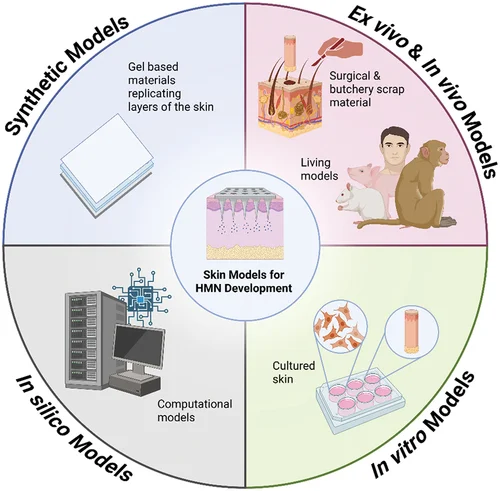 Synthetic Models
Ex vivo & In vivo Models
Gel based
materials
replicating
layers of the skin
Surgical &
butchery scrap
material
Living
models
Skin Models for
HMN Development
Computational
models
Cultured
skin
In silico Models
In vitro Models